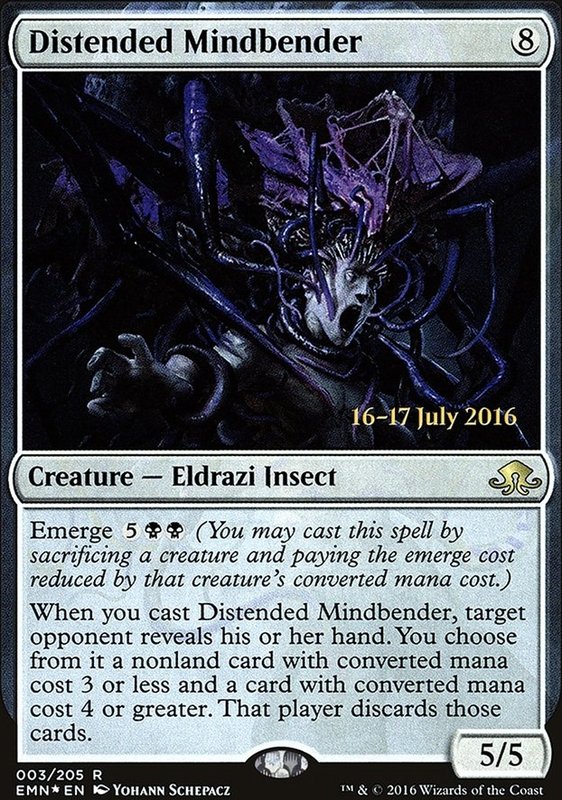 Distended Mindbender 8
16–17 July 2016
Creature — Eldrazi Insect
Emerge 5 (You may cast this spell by
sacrificing a creature and paying the emerge cost
reduced by that creature's converted mana cost.)
When you cast Distended Mindbender, target
opponent reveals his or her hand. You choose
from it a nonland card with converted mana
cost 3 or less and a card with converted mana
cost 4 or greater. That player discards those
cards.
5/5
003/205 R
EMN★EN Yohann Schepacz
™ & © 2016 Wizards of the Coast